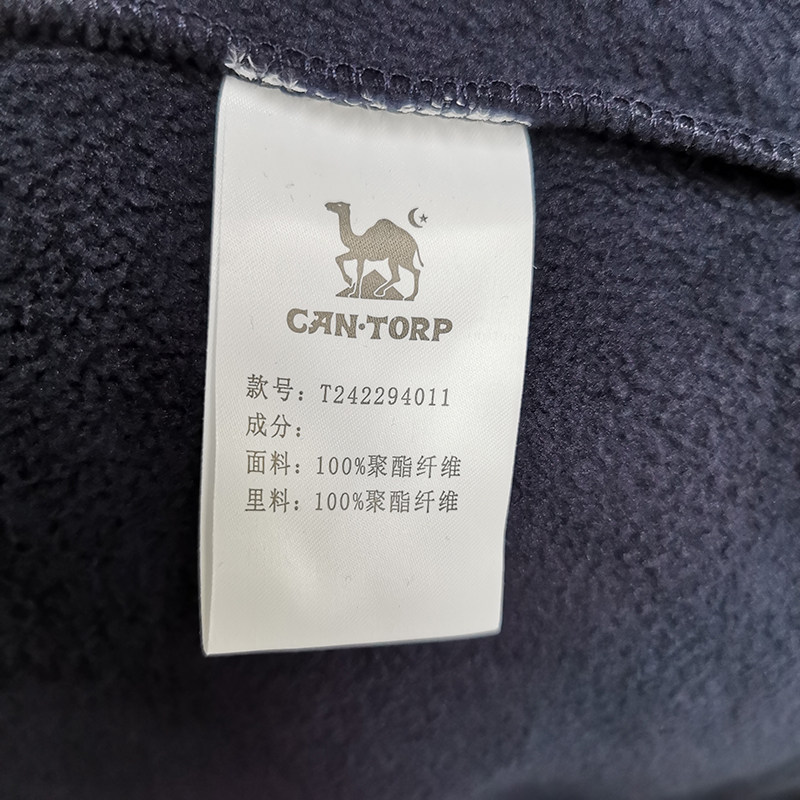 CAN·TORP
款号：T242294011
成分：
面料：100%聚酯纤维
里料：100%聚酯纤维